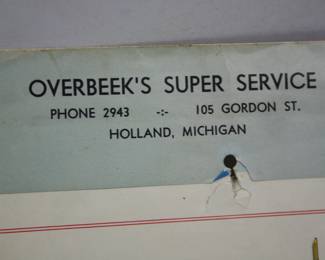 OVERBEEK'S SUPER SERVICE
PHONE 2943 -:- 105 GORDON ST.
HOLLAND, MICHIGAN